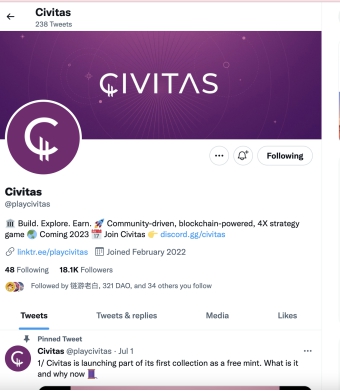 Civitas
238 Tweets
CIVITAS
Following
Civitas
@playcivitas
🏛 Build. Explore. Earn. 🚀 Community-driven, blockchain-powered, 4X strategy
game 🌏 Coming 2023 📅 Join Civitas 👉 discord.gg/civitas
linktr.ee/playcivitas Joined February 2022
48 Following 18.1K Followers
Followed by 链游老白, 321 DAO, and 34 others you follow
Tweets Tweets & replies Media Likes
Pinned Tweet
Civitas @playcivitas · Jul 1
1/ Civitas is launching part of its first collection as a free mint. What is it
and why now 🧵